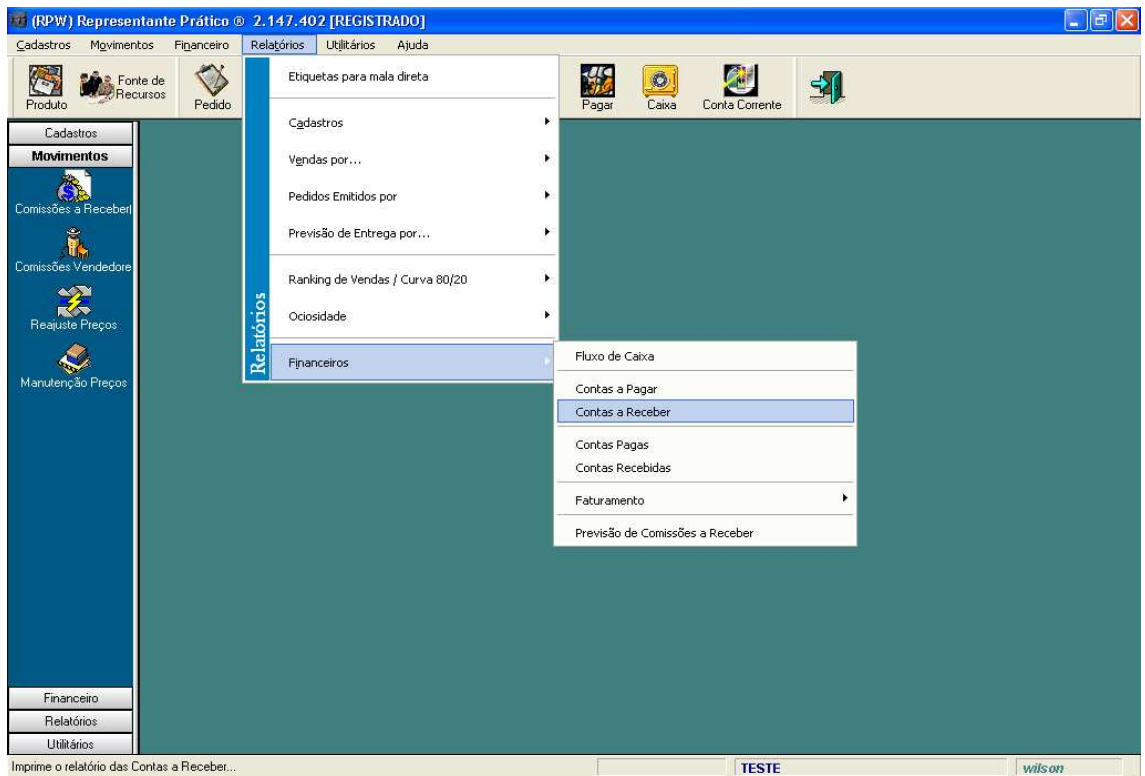 (RPW) Representante Prático ® 2.147.402 [REGISTRADO]
Cadastros Movimentos Financeiro Relatórios Utilitários Ajuda
Produto
Fonte de
Recursos
Pedido
Pagar
Caixa
Conta Corrente
Cadastros
Movimentos
Comissões a Receber
Comissões Vendedore
Reajuste Preços
Manutenção Preços
Financeiro
Relatórios
Utilitários
Relatórios
Etiquetas para mala direta
Cadastros
Vendas por...
Pedidos Emitidos por
Previsão de Entrega por...
Ranking de Vendas / Curva 80/20
Ociosidade
Financeiros
Fluxo de Caixa
Contas a Pagar
Contas a Receber
Contas Pagas
Contas Recebidas
Faturamento
Previsão de Comissões a Receber
Imprime o relatório das Contas a Receber...
TESTE
wilson